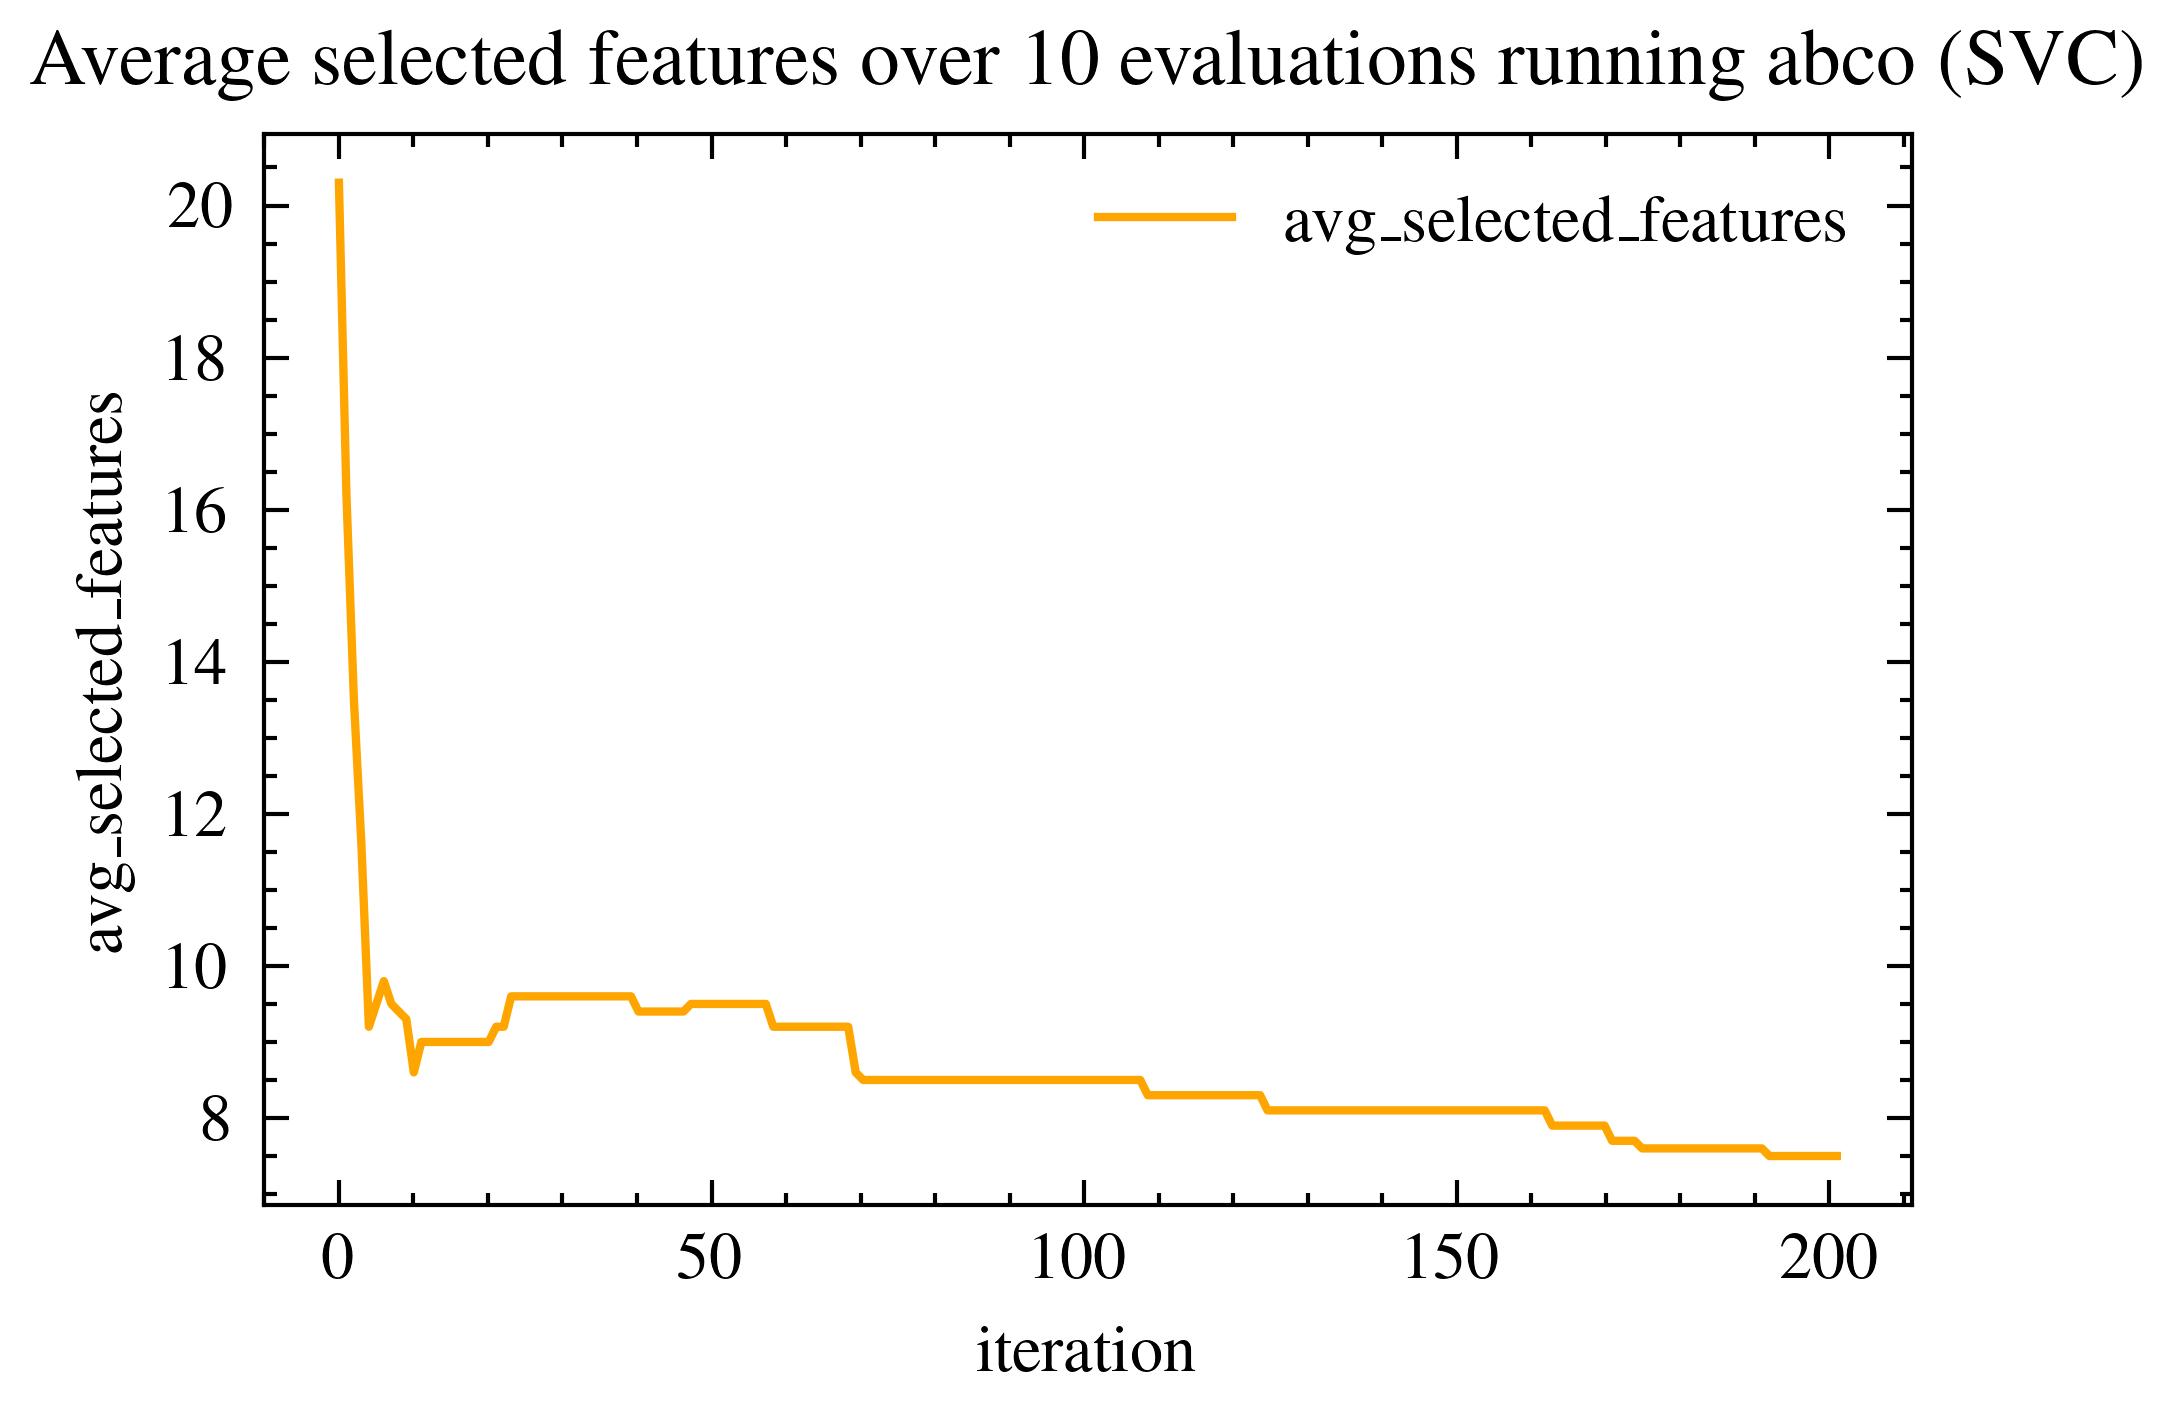 Average selected features over 10 evaluations running abco (SVC)
avg_selected_features
20
18
16
14
12
10
8
avg_selected_features
0 50 100 150 200
iteration